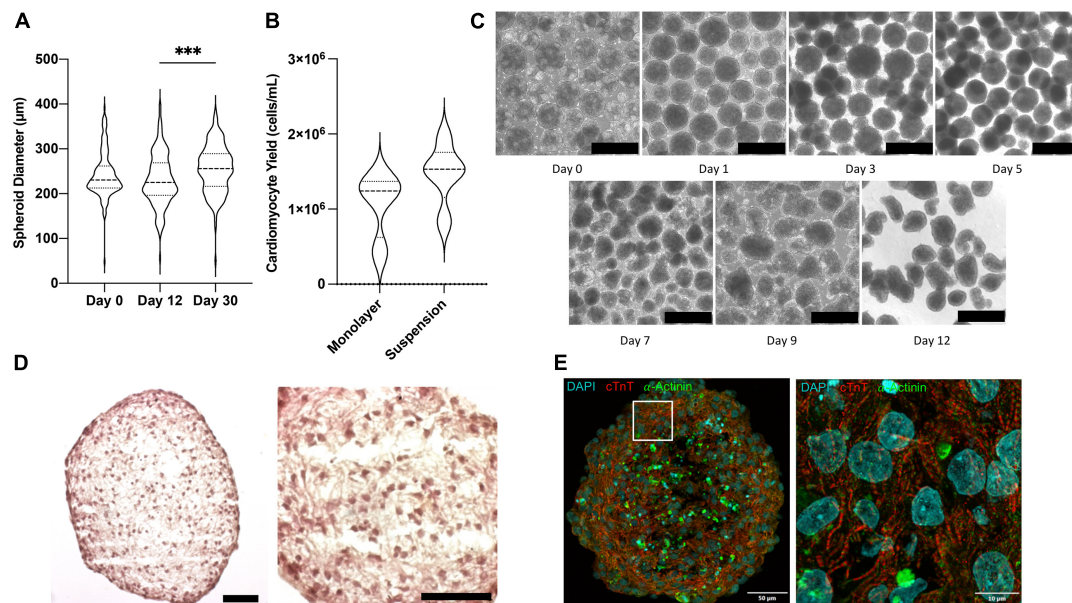 A
Spheroid Diameter (µm)
500
400
300
200
100
0
***
Day 0 Day 12 Day 30
B
Cardiomyocyte Yield (cells/mL)
3×10⁶
2×10⁶
1×10⁶
0
Monolayer
Suspension
C
Day 0 Day 1 Day 3 Day 5
Day 7 Day 9 Day 12
D
E
DAPI cTnT α-Actinin
50 µm
DAPI cTnT α-Actinin
10 µm